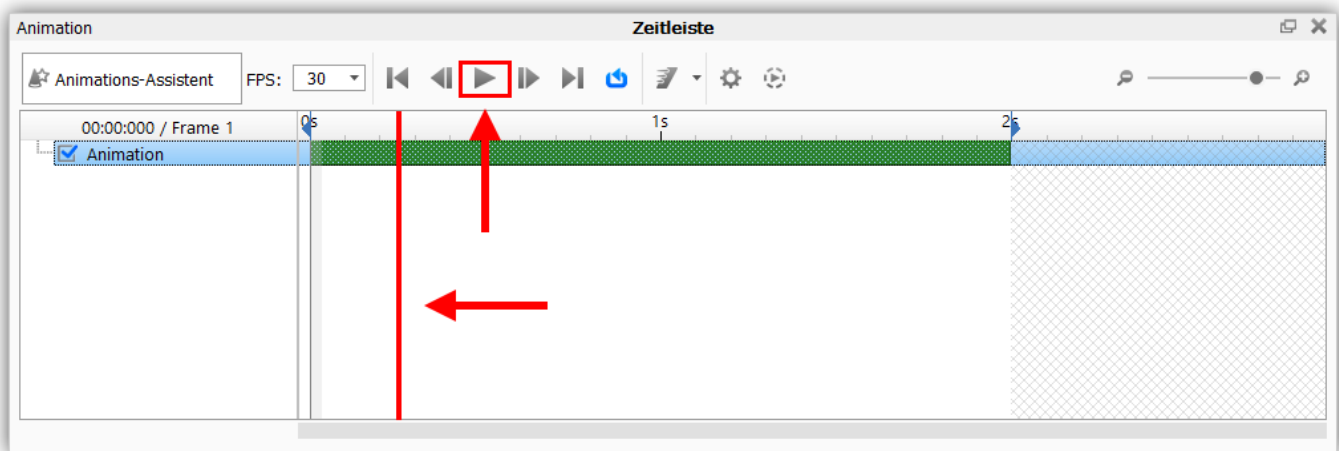 Animation
Zeitleiste
Animations-Assistent FPS: 30
00:00:000 / Frame 1 0s 1s 2s
Animation